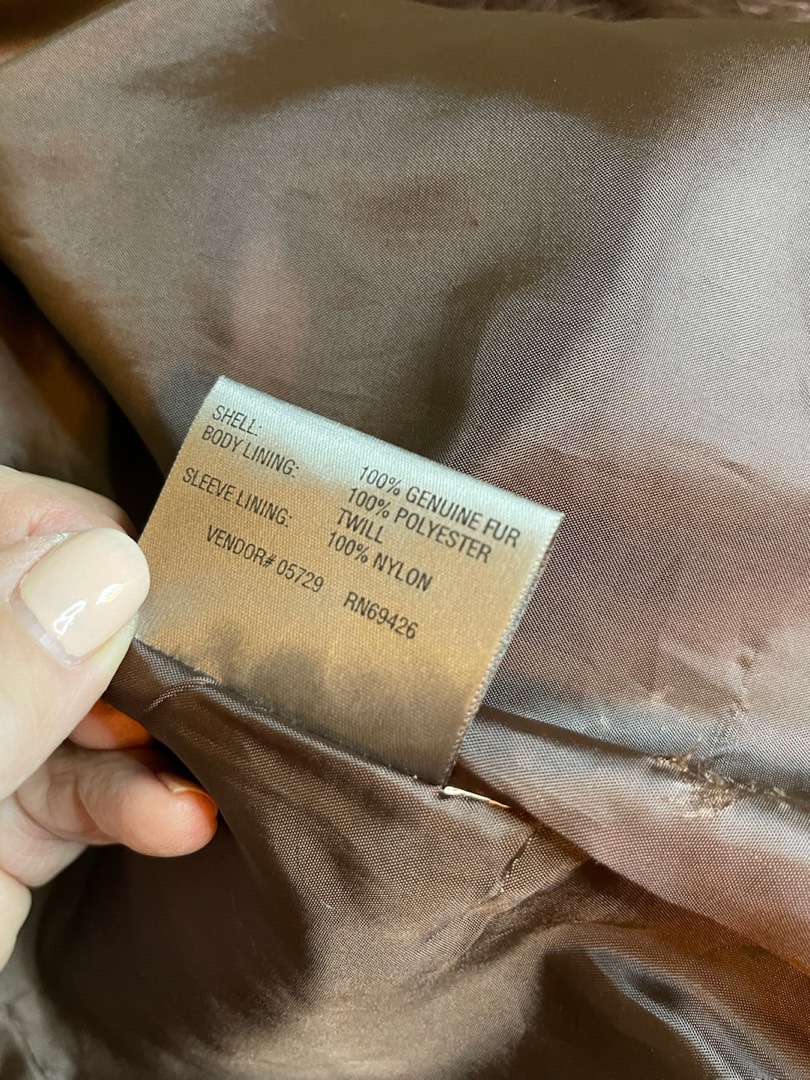 SHELL: 100% GENUINE FUR
BODY LINING: 100% POLYESTER
TWILL
SLEEVE LINING: 100% NYLON
VENDOR# 05729 RN69426